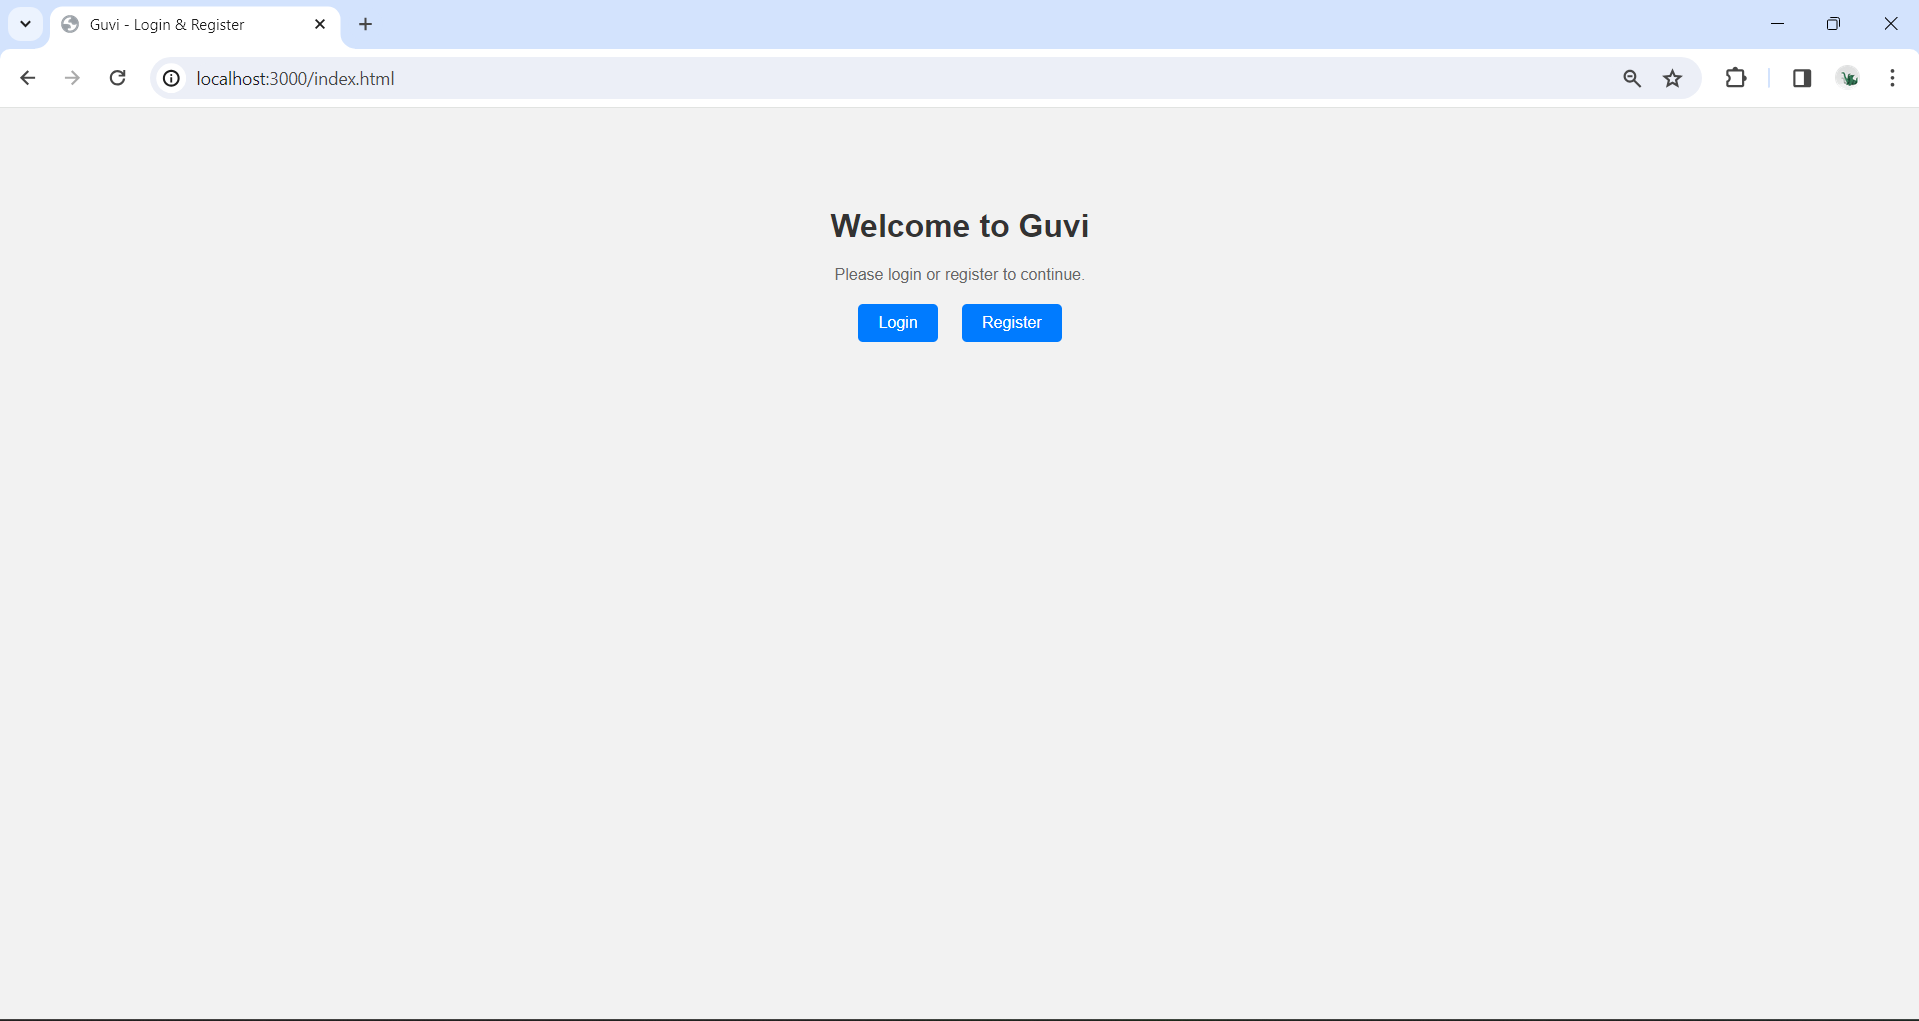 Guvi - Login & Register
localhost:3000/index.html
Welcome to Guvi
Please login or register to continue.
Login Register